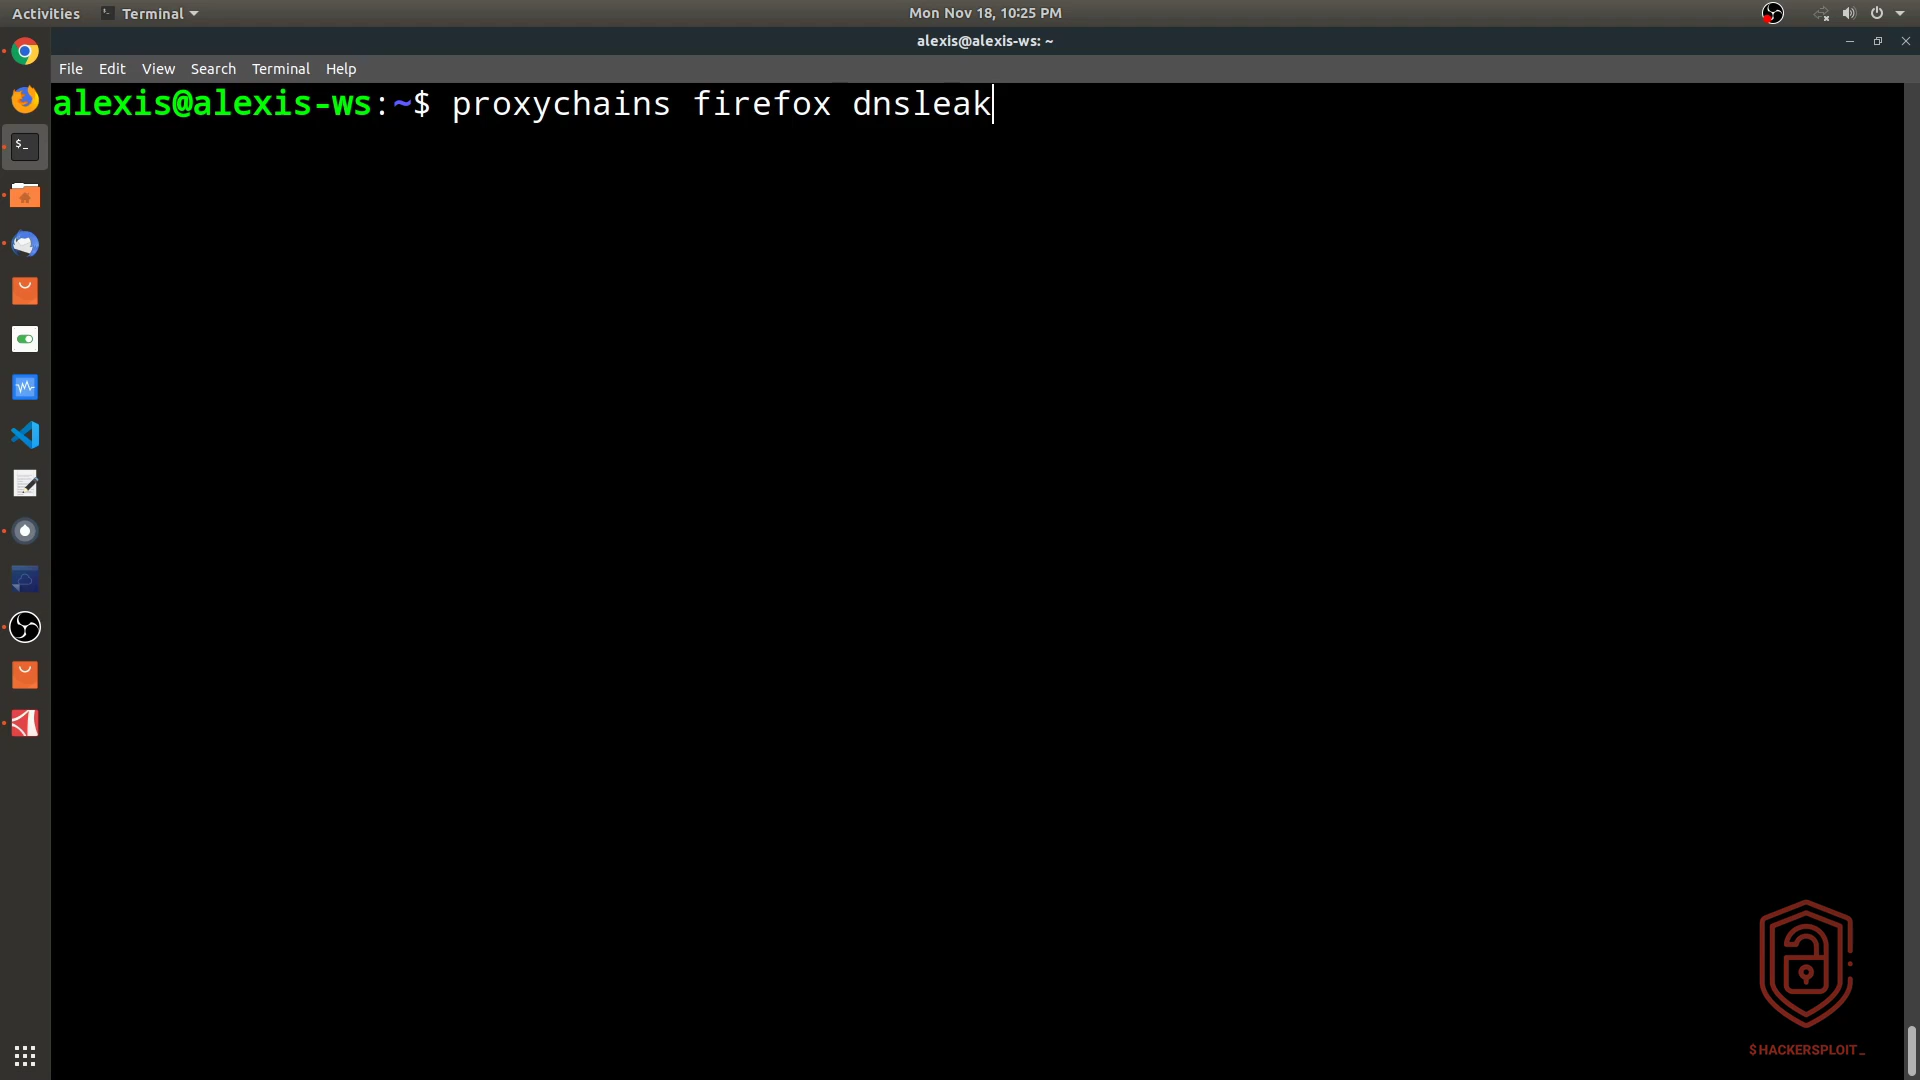 Activities Terminal Mon Nov 18, 10:25 PM
alexis@alexis-ws: ~
File Edit View Search Terminal Help
alexis@alexis-ws:~$ proxychains firefox dnsleak
$HACKERSPLOIT_